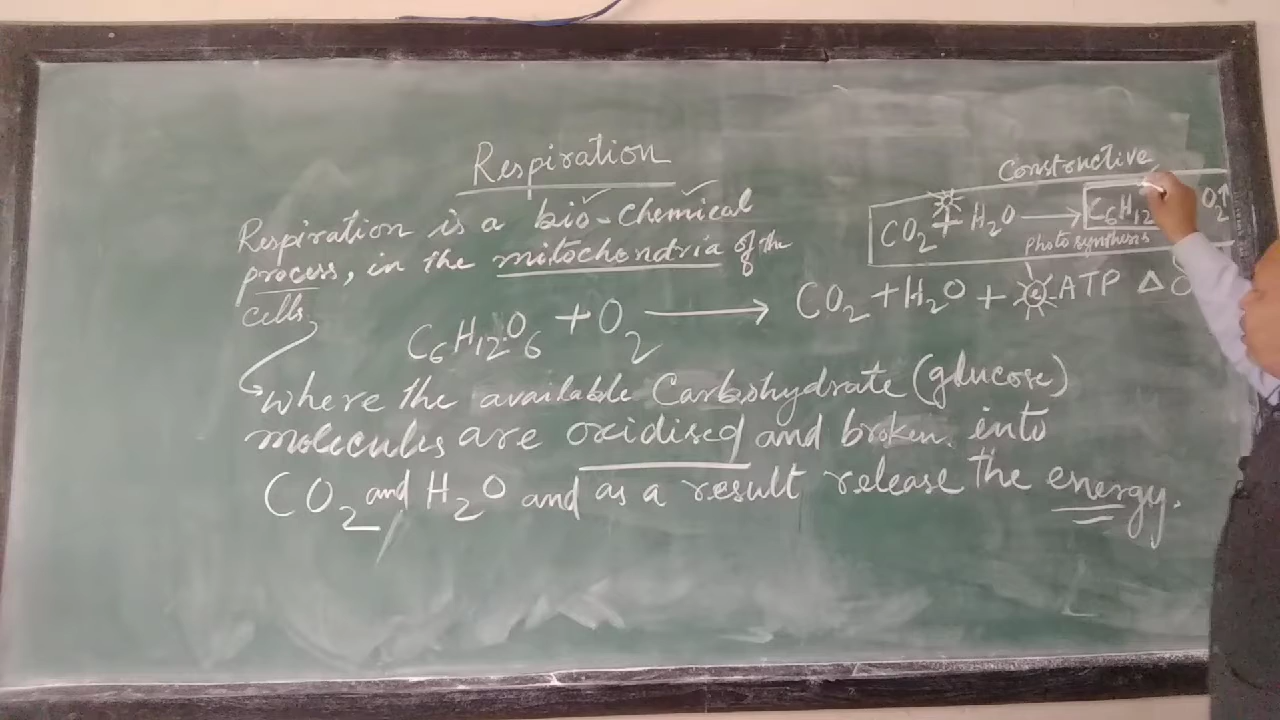 Respiration
Respiration is a bio-chemical
process, in the mitochondria of the
cells
C6H12O6 + O2 → CO2 + H2O + ATP Δ
where the available Carbohydrate (glucose)
molecules are oxidised and broken into
CO2 and H2O and as a result release the energy.
Constructive
CO2 + H2O → C6H12 O2↑
photosynthesis